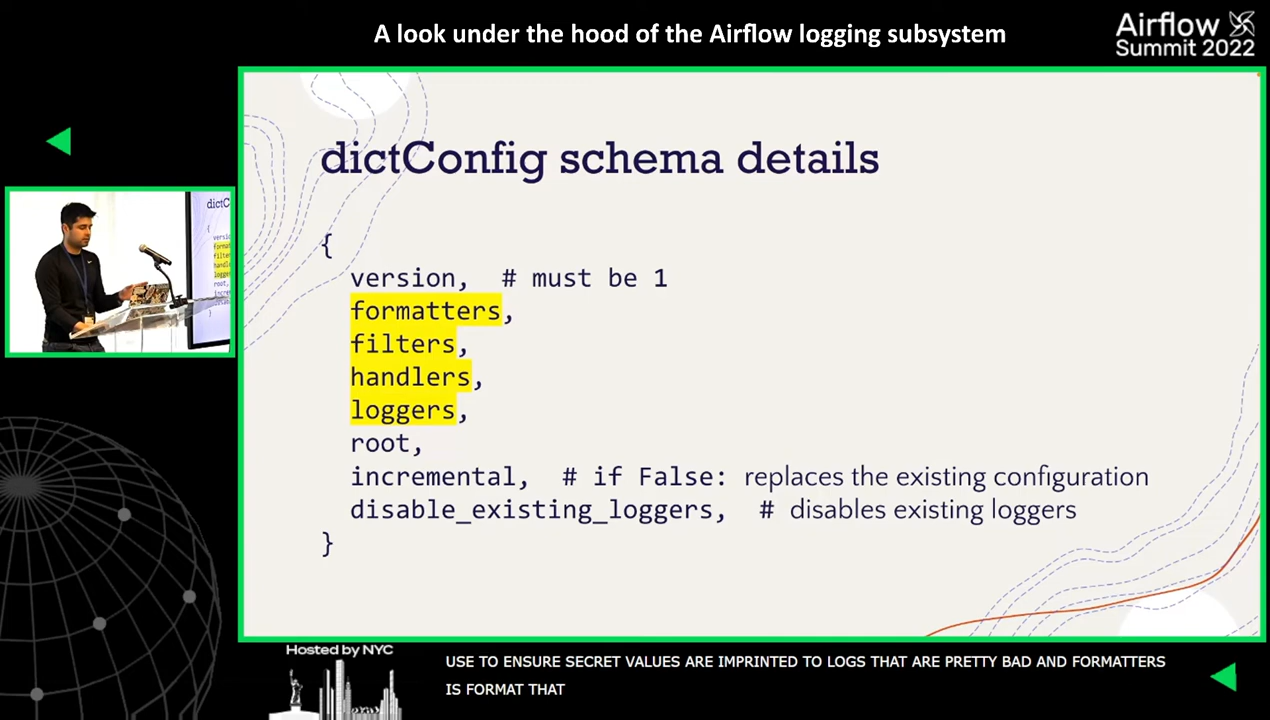 A look under the hood of the Airflow logging subsystem
Airflow
Summit 2022
dictConfig schema details
{
version, # must be 1
formatters,
filters,
handlers,
loggers,
root,
incremental, # if False: replaces the existing configuration
disable_existing_loggers, # disables existing loggers
}
dictC
Hosted by NYC
USE TO ENSURE SECRET VALUES ARE IMPRINTED TO LOGS THAT ARE PRETTY BAD AND FORMATTERS
IS FORMAT THAT